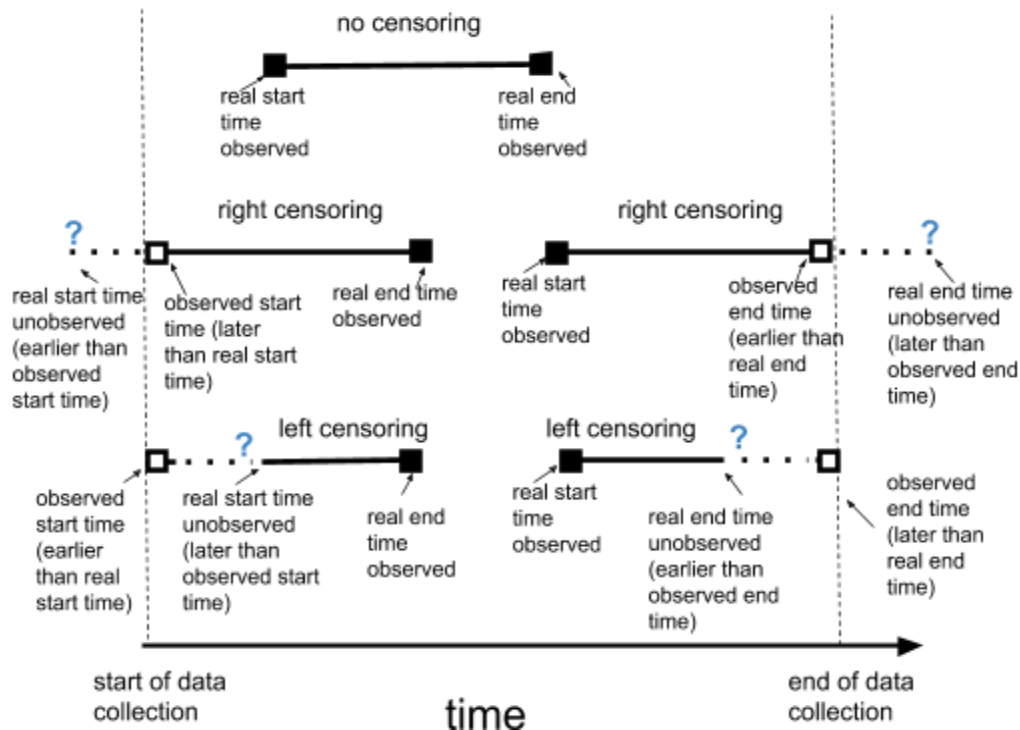 no censoring
real start
time
observed
real end
time
observed
right censoring
right censoring
?
?
real start time
unobserved
(earlier than
observed
start time)
observed start
time (later
than real start
time)
real end time
observed
real start
time
observed
observed
end time
(earlier than
real end
time)
real end time
unobserved
(later than
observed end
time)
left censoring
left censoring
?
?
observed
start time
(earlier
than real
start time)
real start time
unobserved
(later than
observed start
time)
real end
time
observed
real start
time
observed
real end time
unobserved
(earlier than
observed end
time)
observed
end time
(later than
real end
time)
start of data
collection
time
end of data
collection